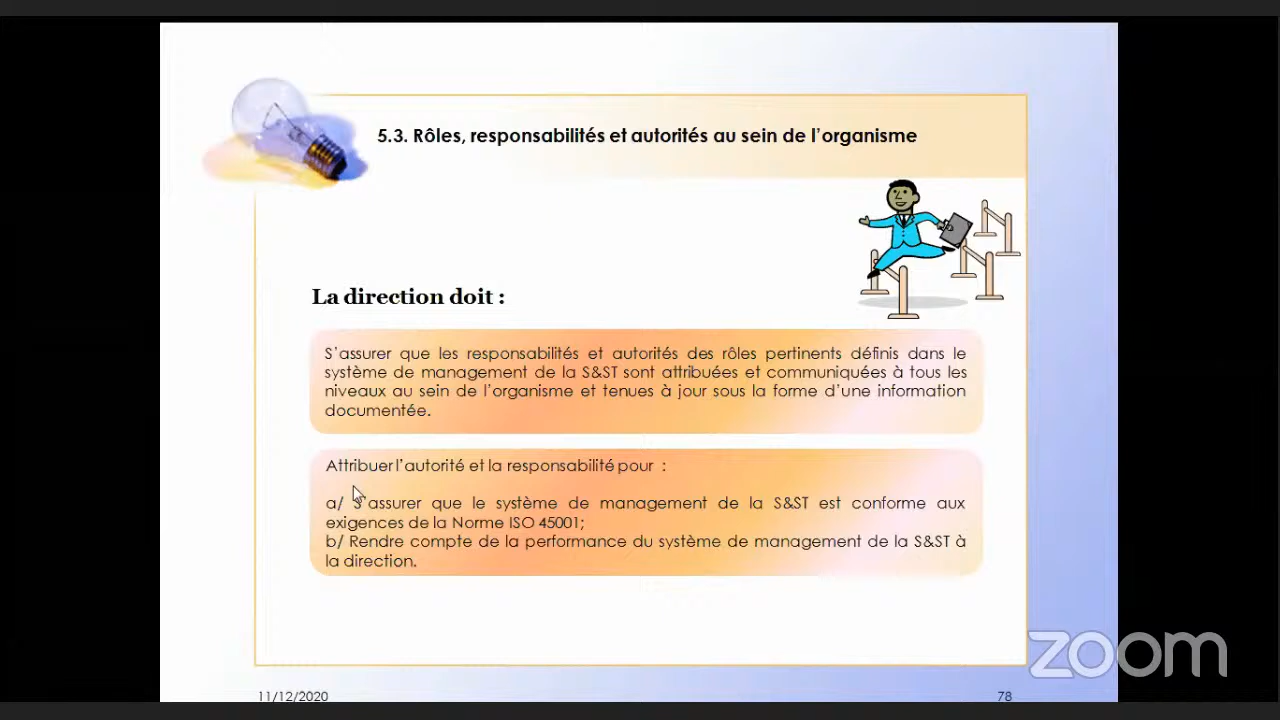 5.3. Rôles, responsabilités et autorités au sein de l'organisme
La direction doit :
S'assurer que les responsabilités et autorités des rôles pertinents définis dans le
système de management de la S&ST sont attribuées et communiquées à tous les
niveaux au sein de l'organisme et tenues à jour sous la forme d'une information
documentée.
Attribuer l'autorité et la responsabilité pour :
a/ S'assurer que le système de management de la S&ST est conforme aux
exigences de la Norme ISO 45001;
b/ Rendre compte de la performance du système de management de la S&ST à
la direction.
zoom
11/12/2020
78